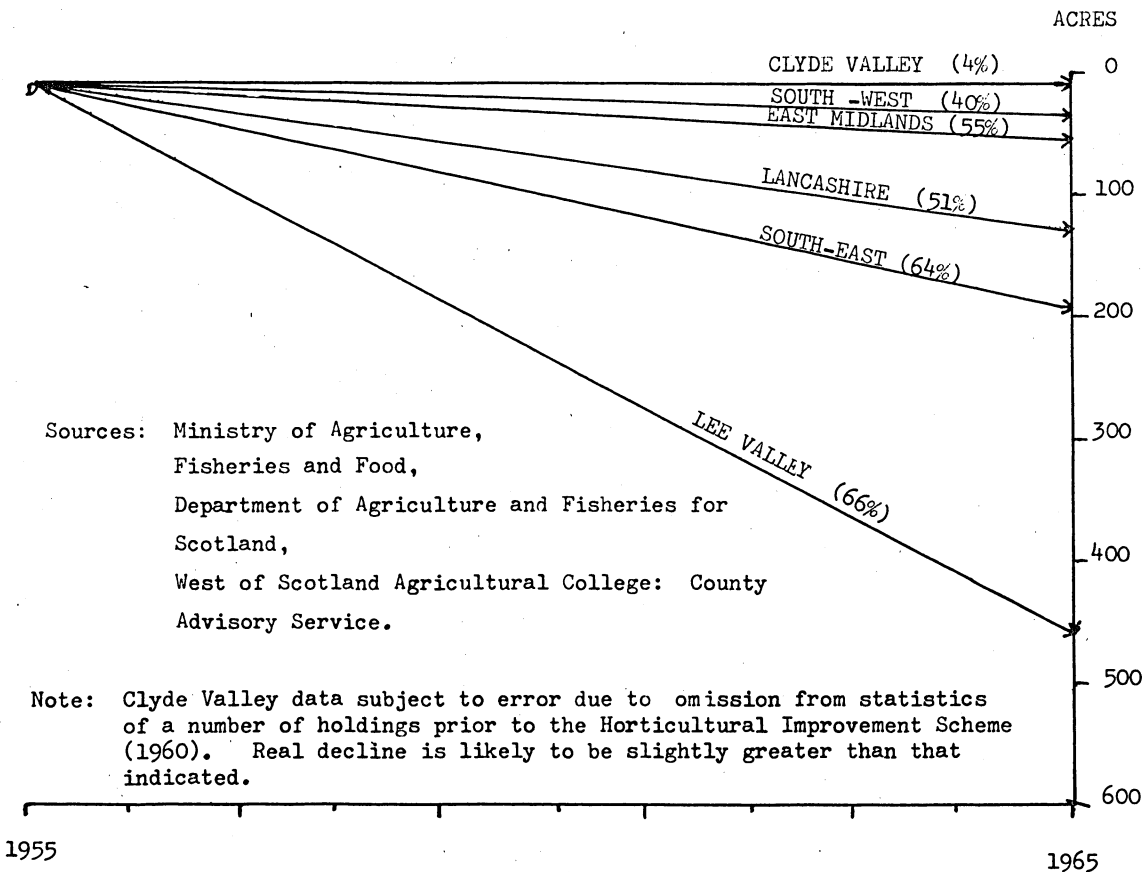 ACRES
CLYDE VALLEY (4%)
0
SOUTH -WEST (40%)
EAST MIDLANDS (55%)
LANCASHIRE (51%)
100
SOUTH-EAST (64%)
200
LEE VALLEY (66%)
300
400
500
600
Sources: Ministry of Agriculture,
Fisheries and Food,
Department of Agriculture and Fisheries for
Scotland,
West of Scotland Agricultural College: County
Advisory Service.
Note: Clyde Valley data subject to error due to omission from statistics
of a number of holdings prior to the Horticultural Improvement Scheme
(1960). Real decline is likely to be slightly greater than that
indicated.
1955
1965